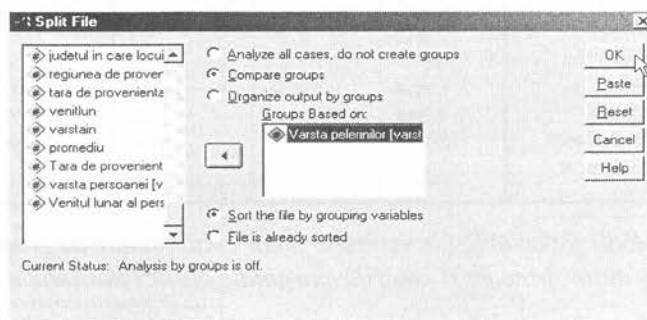 Split File
judetul in care locui
regiunea de prover
tara de provenienta
venitlun
varstain
promediu
Tara de provenient
varsta persoanei [v
Venitul lunar al pers
Analyze all cases, do not create groups
Compare groups
Organize output by groups
Groups Based on:
Varsta pelerinilor [varst
Sort the file by grouping variables
File is already sorted
OK
Paste
Reset
Cancel
Help
Current Status: Analysis by groups is off.